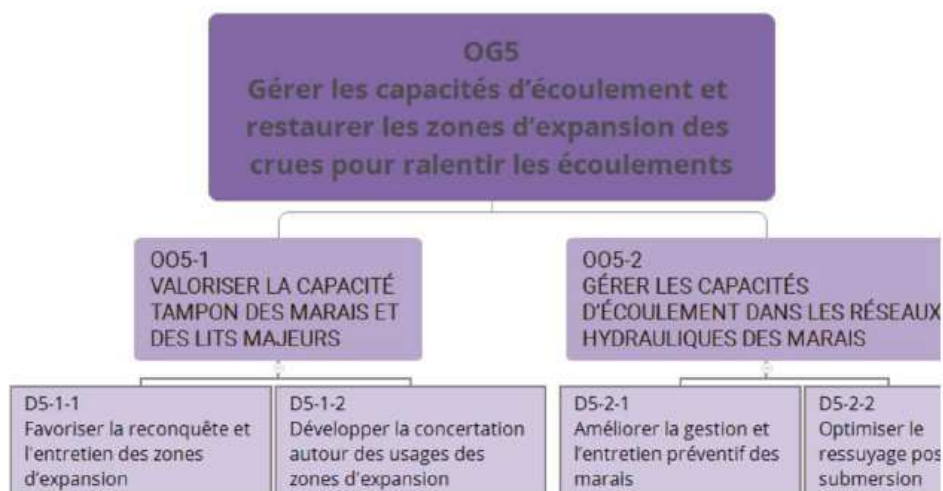 OG5
Gérer les capacités d'écoulement et
restaurer les zones d'expansion des
crues pour ralentir les écoulements
OO5-1
VALORISER LA CAPACITÉ
TAMPON DES MARAIS ET
DES LITS MAJEURS
OO5-2
GÉRER LES CAPACITÉS
D'ÉCOULEMENT DANS LES RÉSEAUX
HYDRAULIQUES DES MARAIS
D5-1-1
Favoriser la reconquête et
l'entretien des zones
d'expansion
D5-1-2
Développer la concertation
autour des usages des
zones d'expansion
D5-2-1
Améliorer la gestion et
l'entretien préventif des
marais
D5-2-2
Optimiser le
ressuyage
submersion